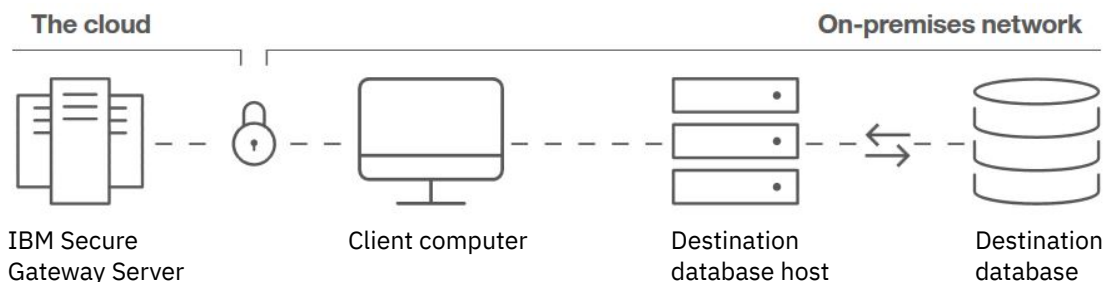 The cloud
On-premises network
IBM Secure
Gateway Server
Client computer
Destination
database host
Destination
database